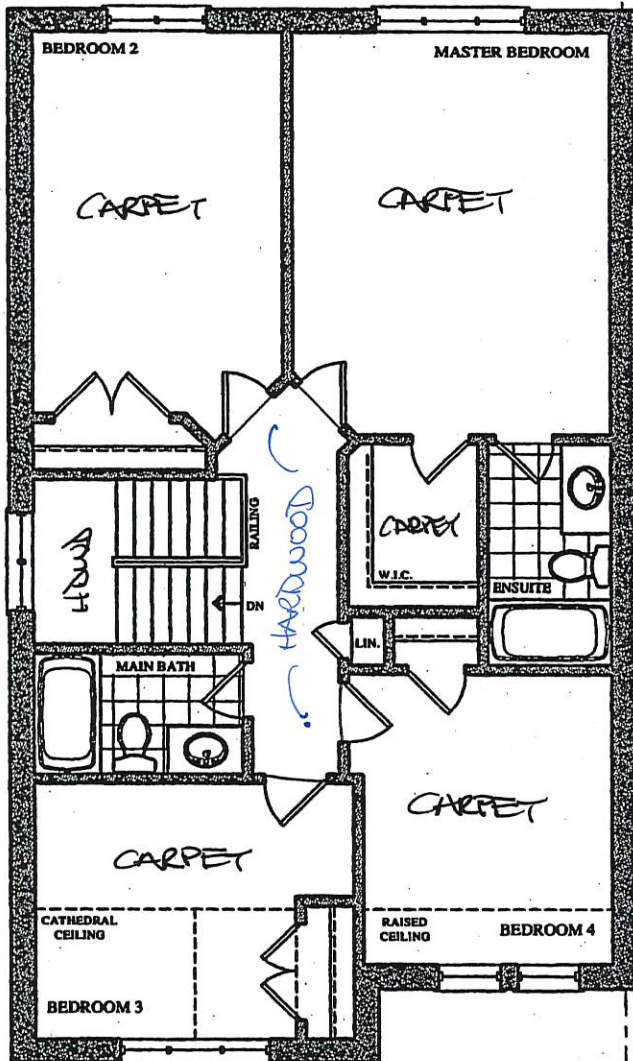 BEDROOM 2
MASTER BEDROOM
CARPET
CARPET
HARDWOOD
RAILING
DN
CARPET
W.I.C.
ENSUITE
LIN.
MAIN BATH
CARPET
CARPET
CATHEDRAL
CEILING
RAISED
CEILING
BEDROOM 4
BEDROOM 3